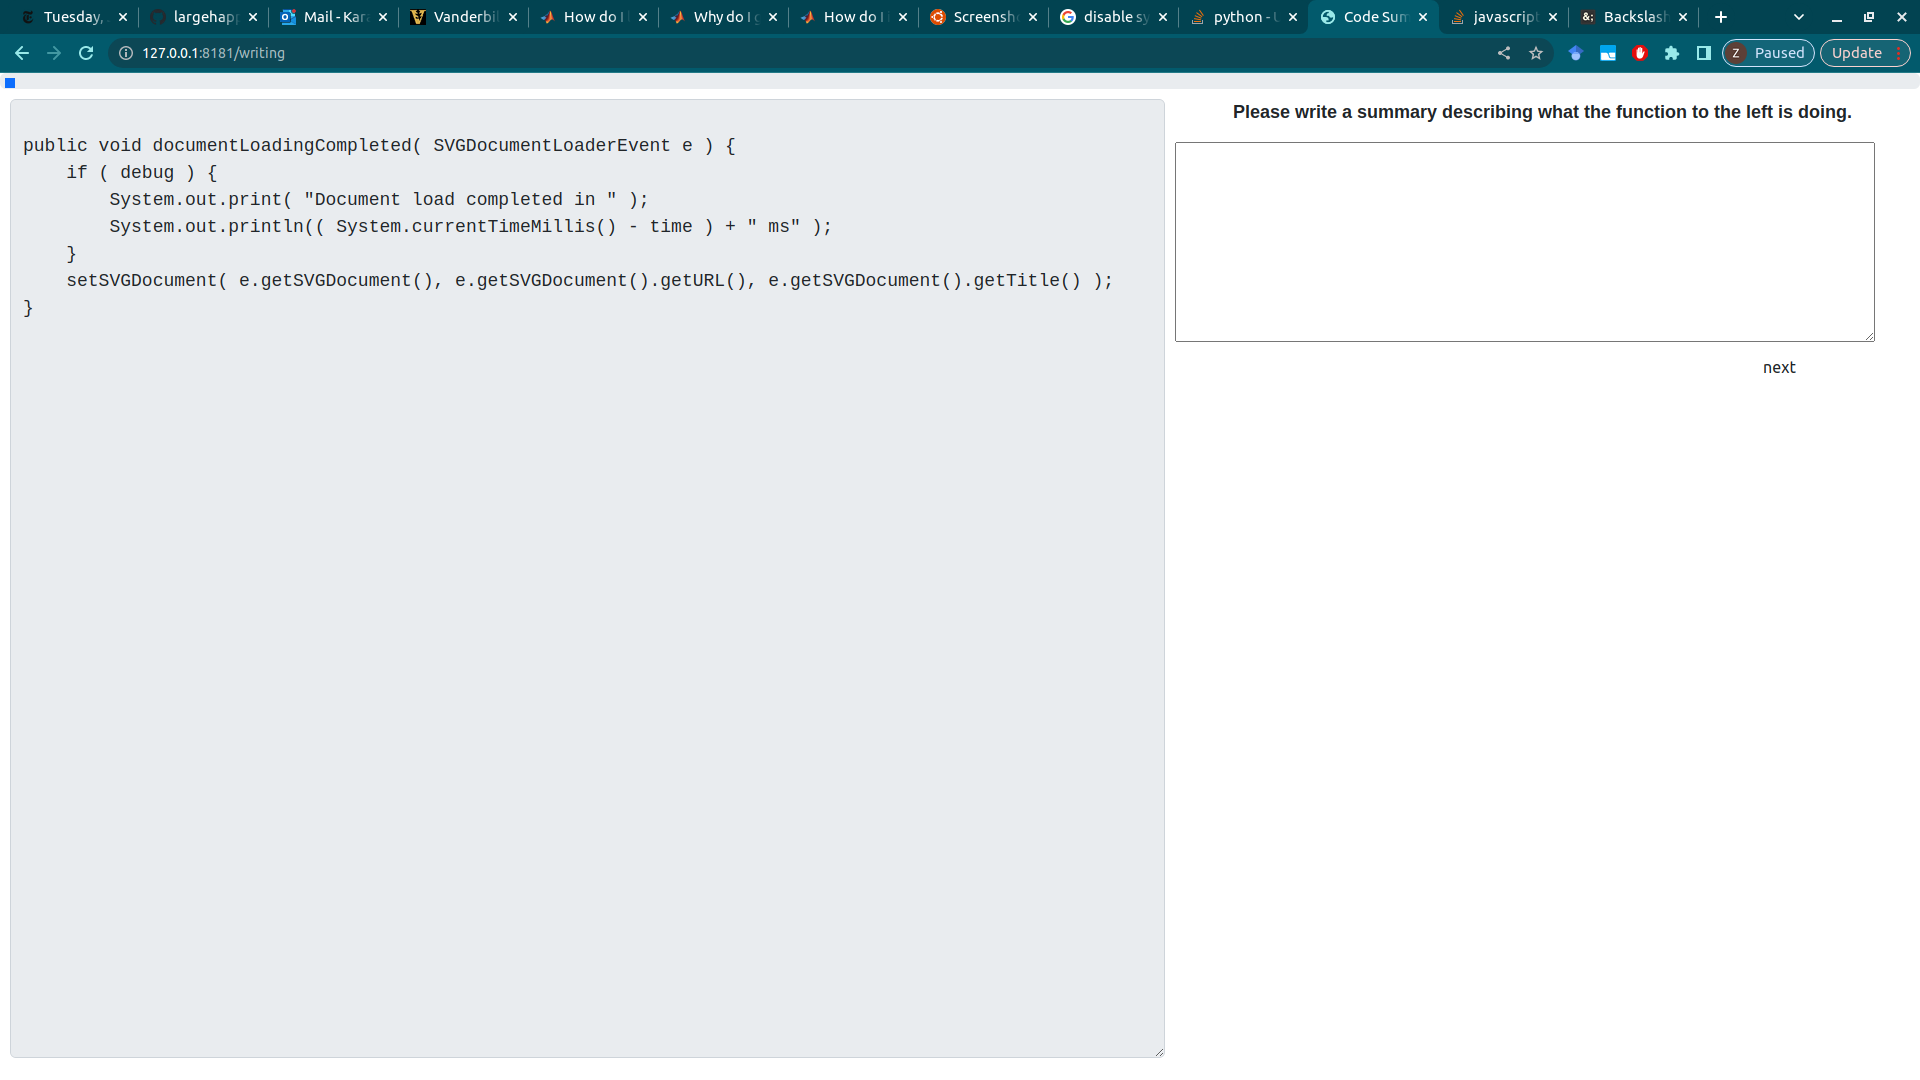 Tuesday,
largehap
Mail - Kar
Vanderbi
How do I
Why do I g
How do I i
Screensh
disable sy
python - U
Code Sum
javascrip
Backslash
127.0.0.1:8181/writing
Z Paused
Update
public void documentLoadingCompleted( SVGDocumentLoaderEvent e ) {
    if ( debug ) {
        System.out.print( "Document load completed in " );
        System.out.println(( System.currentTimeMillis() - time ) + " ms" );
    }
    setSVGDocument( e.getSVGDocument(), e.getSVGDocument().getURL(), e.getSVGDocument().getTitle() );
}
Please write a summary describing what the function to the left is doing.
next